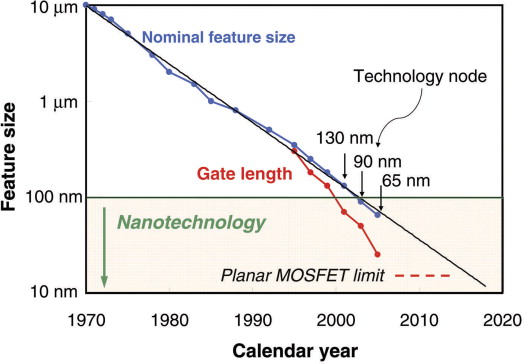 10 μm
Nominal feature size
Technology node
1 μm
130 nm
90 nm
65 nm
Gate length
Feature size
100 nm
Nanotechnology
Planar MOSFET limit
10 nm
1970 1980 1990 2000 2010 2020
Calendar year